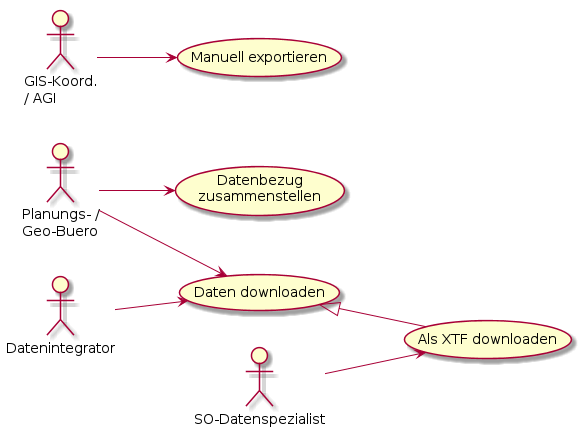 Manuell exportieren
GIS-Koord.
/ AGI
Datenbezug
zusammenstellen
Planungs- /
Geo-Buero
Daten downloaden
Datenintegrator
Als XTF downloaden
SO-Datenspezialist